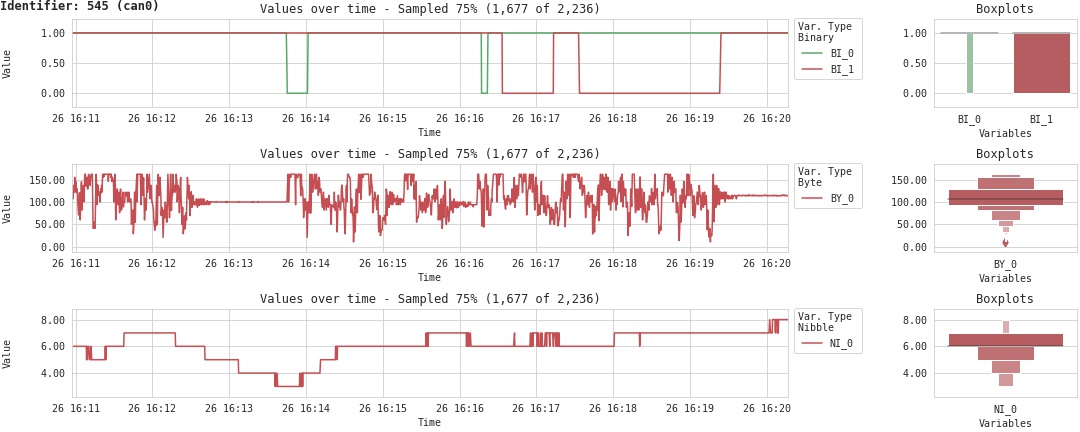 Identifier: 545 (can0)
Values over time - Sampled 75% (1,677 of 2,236)
Value
1.00
0.50
0.00
26 16:11 26 16:12 26 16:13 26 16:14 26 16:15 26 16:16 26 16:17 26 16:18 26 16:19 26 16:20
Time
Var. Type
Binary
BI_0
BI_1
Boxplots
1.00
0.50
0.00
BI_0 BI_1
Variables
Values over time - Sampled 75% (1,677 of 2,236)
Value
150.00
100.00
50.00
0.00
26 16:11 26 16:12 26 16:13 26 16:14 26 16:15 26 16:16 26 16:17 26 16:18 26 16:19 26 16:20
Time
Var. Type
Byte
BY_0
Boxplots
150.00
100.00
50.00
0.00
BY_0
Variables
Values over time - Sampled 75% (1,677 of 2,236)
Value
8.00
6.00
4.00
26 16:11 26 16:12 26 16:13 26 16:14 26 16:15 26 16:16 26 16:17 26 16:18 26 16:19 26 16:20
Time
Var. Type
Nibble
NI_0
Boxplots
8.00
6.00
4.00
NI_0
Variables